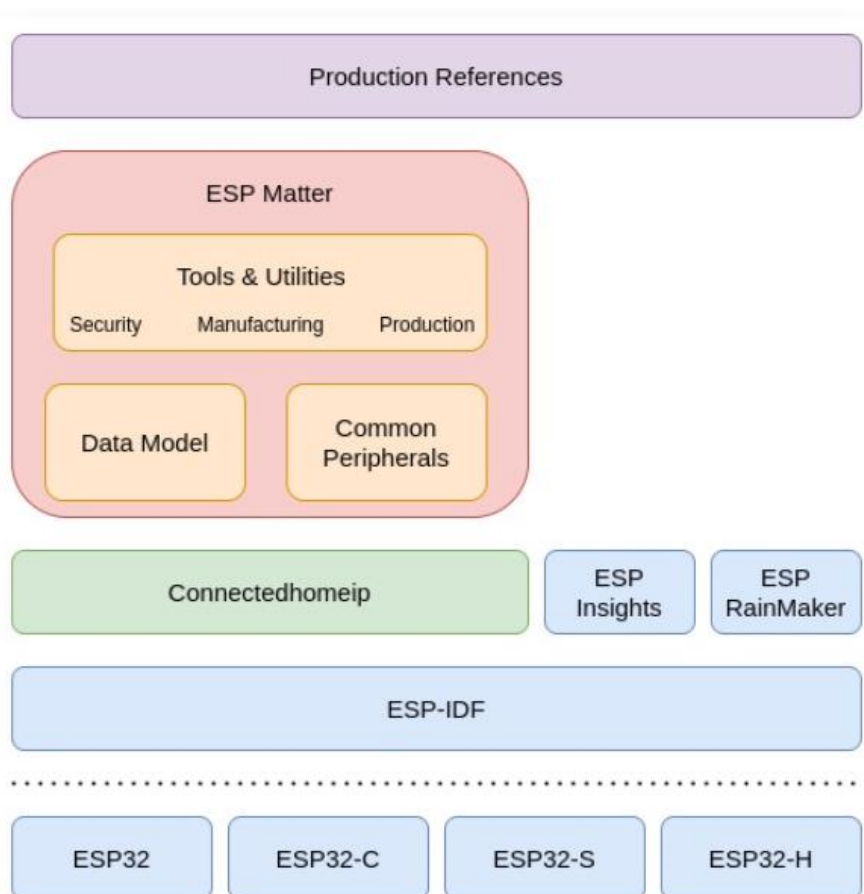 Production References
ESP Matter
Tools & Utilities
Security Manufacturing Production
Data Model
Common
Peripherals
Connectedhomeip
ESP
Insights
ESP
RainMaker
ESP-IDF
ESP32
ESP32-C
ESP32-S
ESP32-H